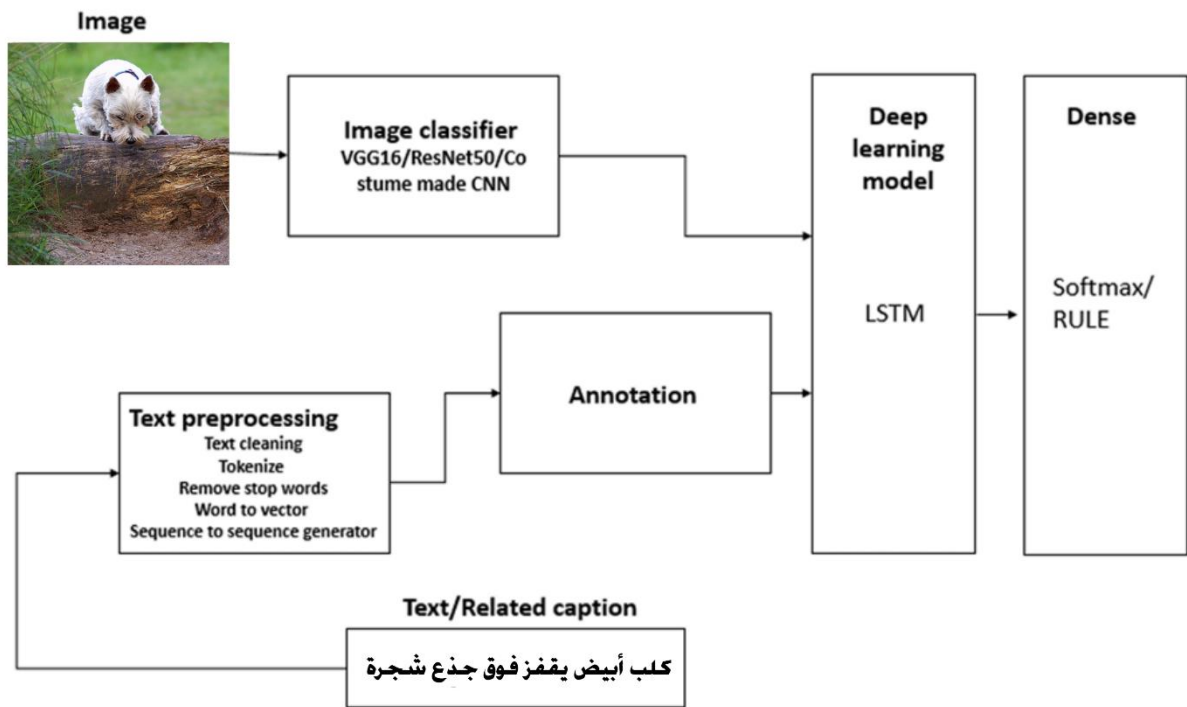 Image
Image classifier
VGG16/ResNet50/Co
stume made CNN
Deep
learning
model
LSTM
Dense
Softmax/
RULE
Annotation
Text preprocessing
Text cleaning
Tokenize
Remove stop words
Word to vector
Sequence to sequence generator
Text/Related caption
كلب أبيض يقفز فوق جذع شجرة